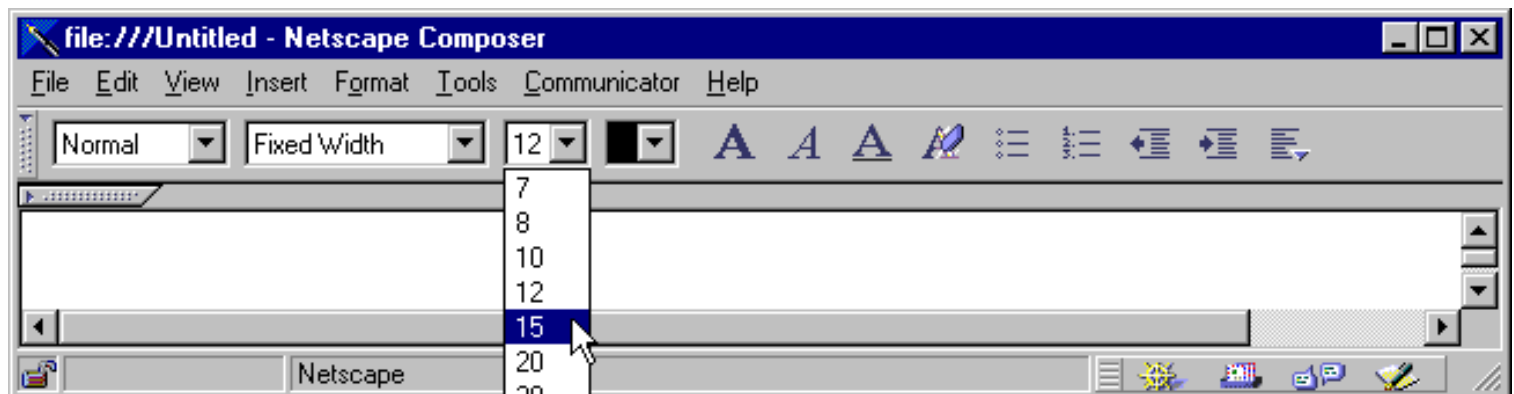 file:///Untitled - Netscape Composer
File Edit View Insert Format Tools Communicator Help
Normal Fixed Width 12
7
8
10
12
15
20
Netscape